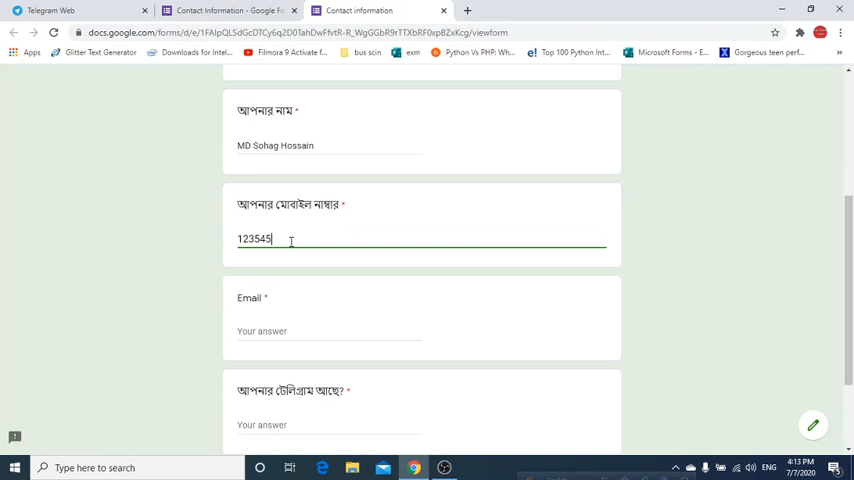 Telegram Web
Contact Information - Google Fo
Contact information
docs.google.com/forms/d/e/1FAIpQLSdGcDTCy6q2D0TahDwFfvtR-R_WgGGbR9rTTXbRF0xpBZxKcg/viewform
Apps
Glitter Text Generator
Downloads for Intel...
Filmora 9 Activate f...
bus scin
exm
Python Vs PHP: Wh...
Top 100 Python Int...
Microsoft Forms - E...
Gorgeous teen perf...
আপনার নাম *
MD Sohag Hossain
আপনার মোবাইল নাম্বার *
123545
Email *
Your answer
আপনার টেলিগ্রাম আছে? *
Your answer
Type here to search
ENG
4:13 PM
7/7/2020
5